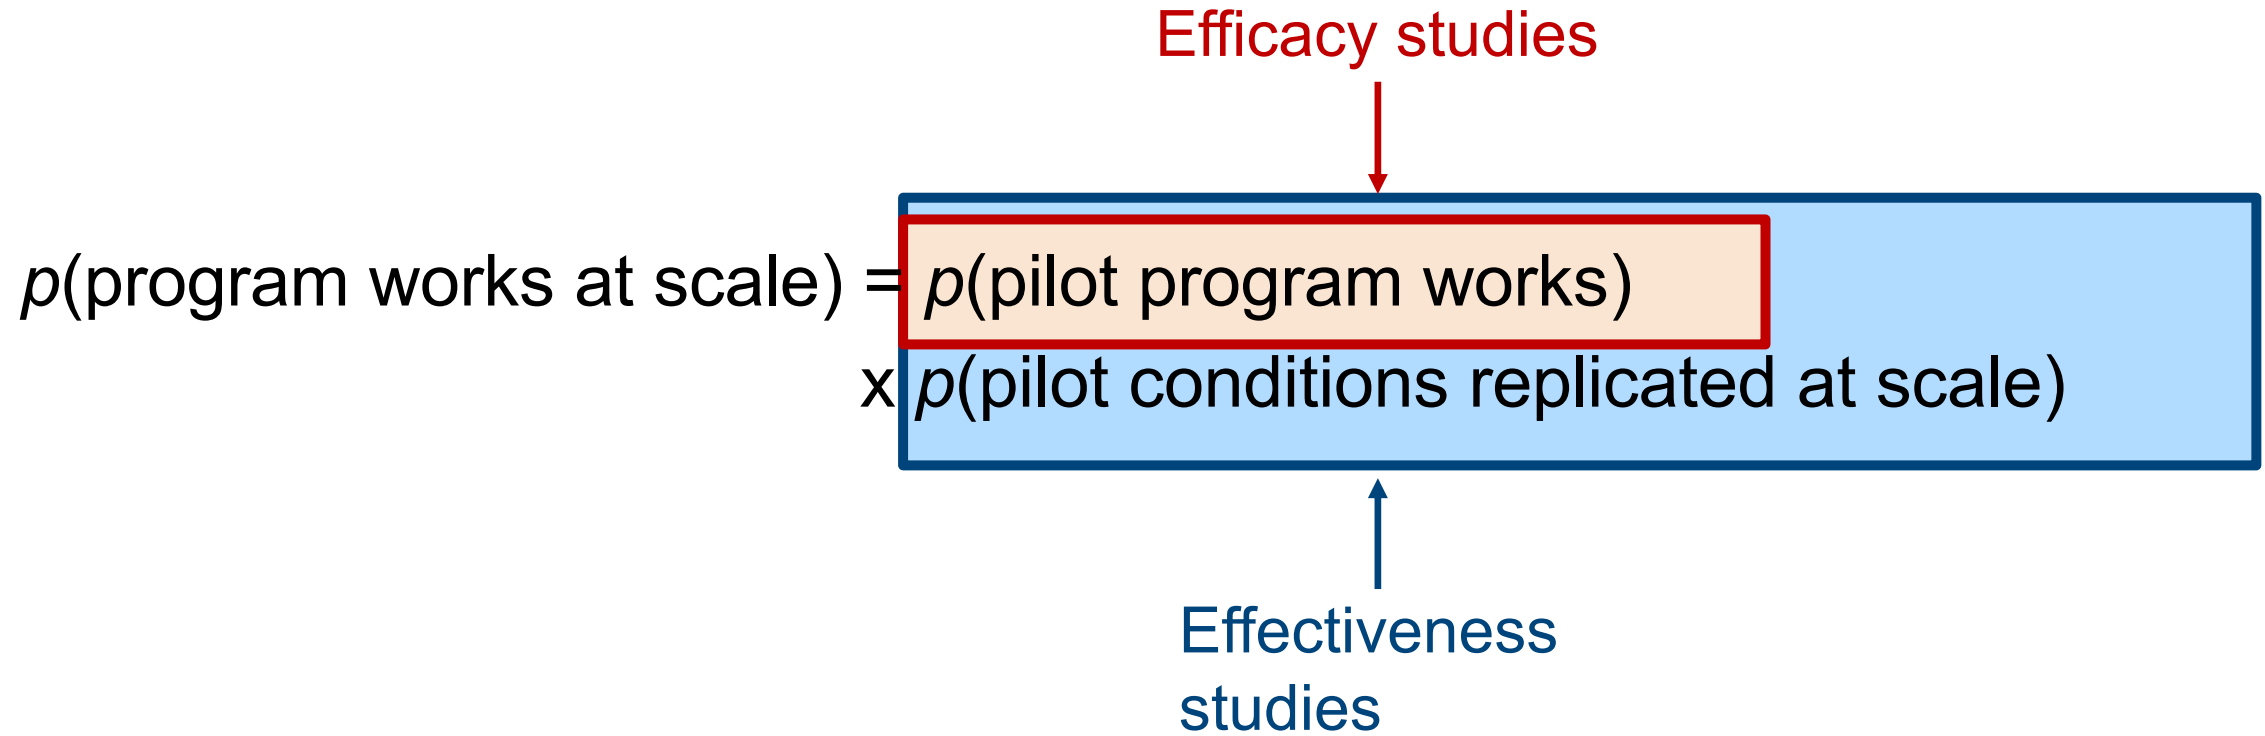 Efficacy studies
p(program works at scale) = p(pilot program works)
x p(pilot conditions replicated at scale)
Effectiveness
studies